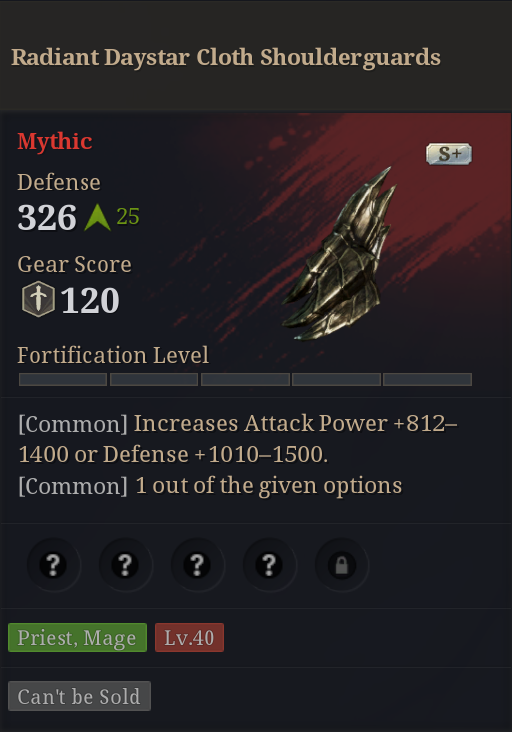 Radiant Daystar Cloth Shoulderguards
Mythic
S+
Defense
326 25
Gear Score
120
Fortification Level
[Common] Increases Attack Power +812–
1400 or Defense +1010–1500.
[Common] 1 out of the given options
? ? ? ?
Priest, Mage Lv.40
Can't be Sold